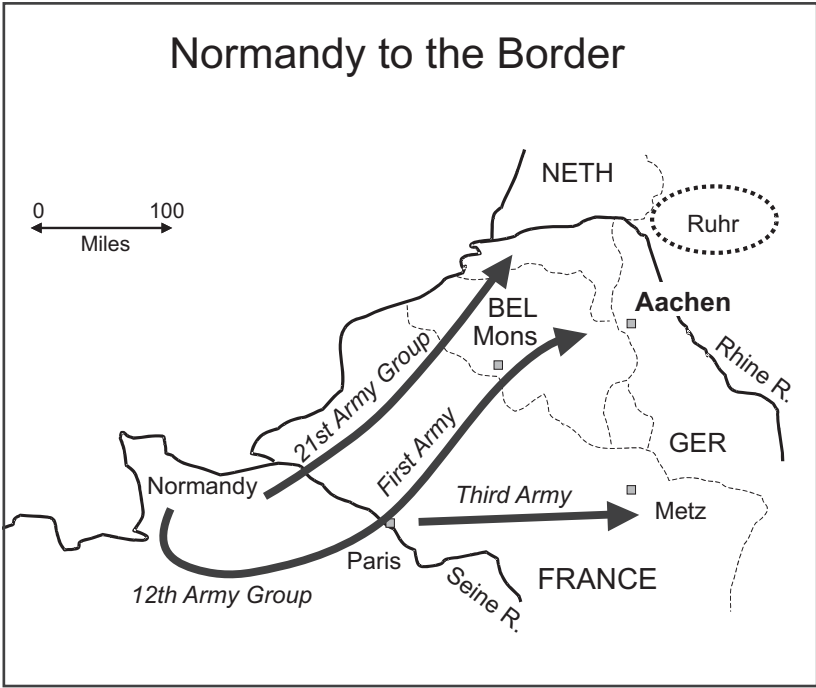 Normandy to the Border
NETH
0 100
Miles
Ruhr
Aachen
BEL
Mons
21st Army Group
Rhine R.
First Army
GER
Normandy
Third Army
Metz
Paris
12th Army Group
Seine R.
FRANCE